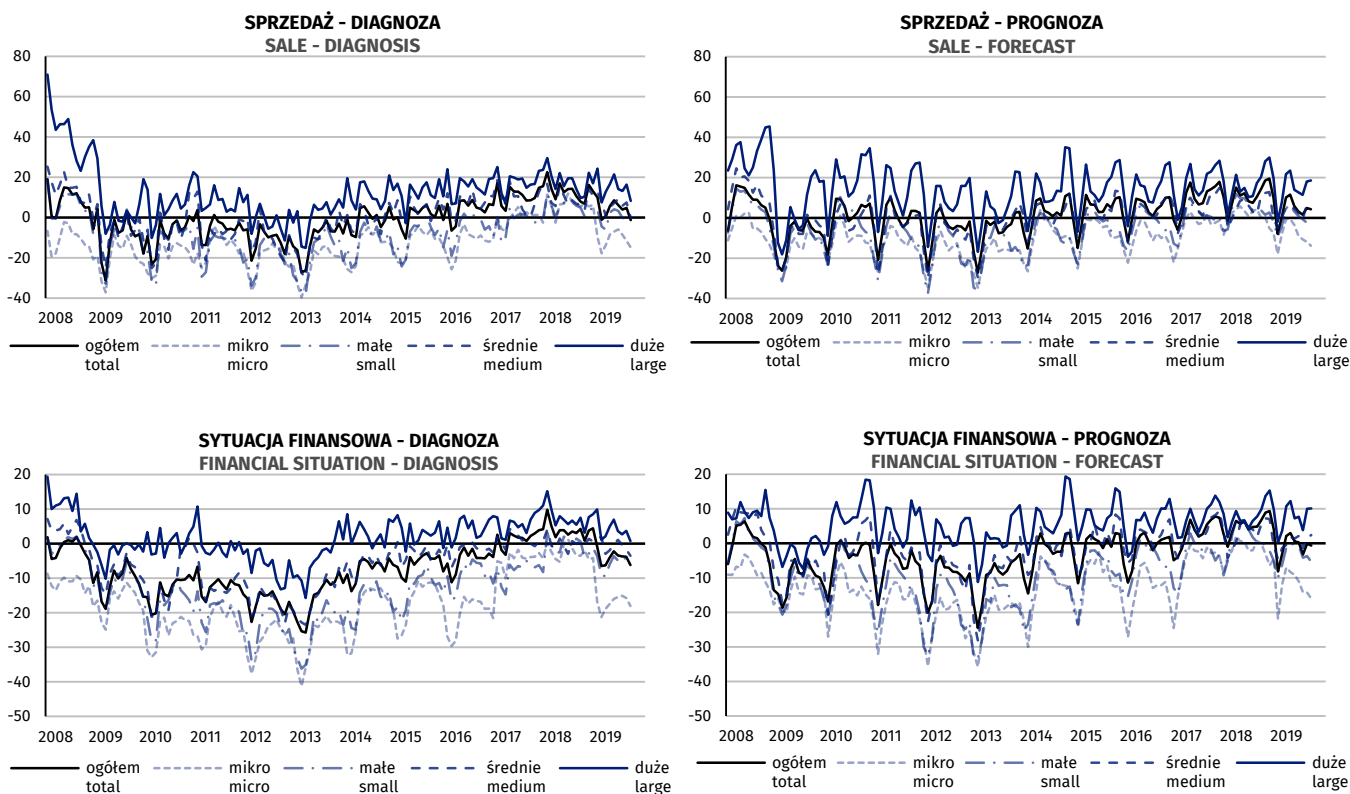 SPRZEDAŻ - DIAGNOZA
SALE - DIAGNOSIS
80
60
40
20
0
-20
-40
2008 2009 2010 2011 2012 2013 2014 2015 2016 2017 2018 2019
ogółem mikro małe średnie duże
total micro small medium large
SPRZEDAŻ - PROGNOZA
SALE - FORECAST
80
60
40
20
0
-20
-40
2008 2009 2010 2011 2012 2013 2014 2015 2016 2017 2018 2019
ogółem mikro małe średnie duże
total micro small medium large
SYTUACJA FINANSOWA - DIAGNOZA
FINANCIAL SITUATION - DIAGNOSIS
20
10
0
-10
-20
-30
-40
-50
2008 2009 2010 2011 2012 2013 2014 2015 2016 2017 2018 2019
ogółem mikro małe średnie duże
total micro small medium large
SYTUACJA FINANSOWA - PROGNOZA
FINANCIAL SITUATION - FORECAST
20
10
0
-10
-20
-30
-40
-50
2008 2009 2010 2011 2012 2013 2014 2015 2016 2017 2018 2019
ogółem mikro małe średnie duże
total micro small medium large